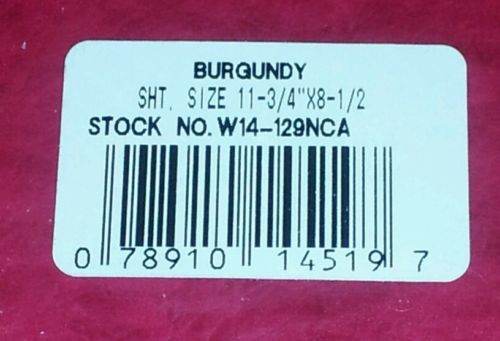 BURGUNDY
SHT. SIZE 11-3/4"X8-1/2
STOCK NO. W14-129NCA
0 78910 14519 7